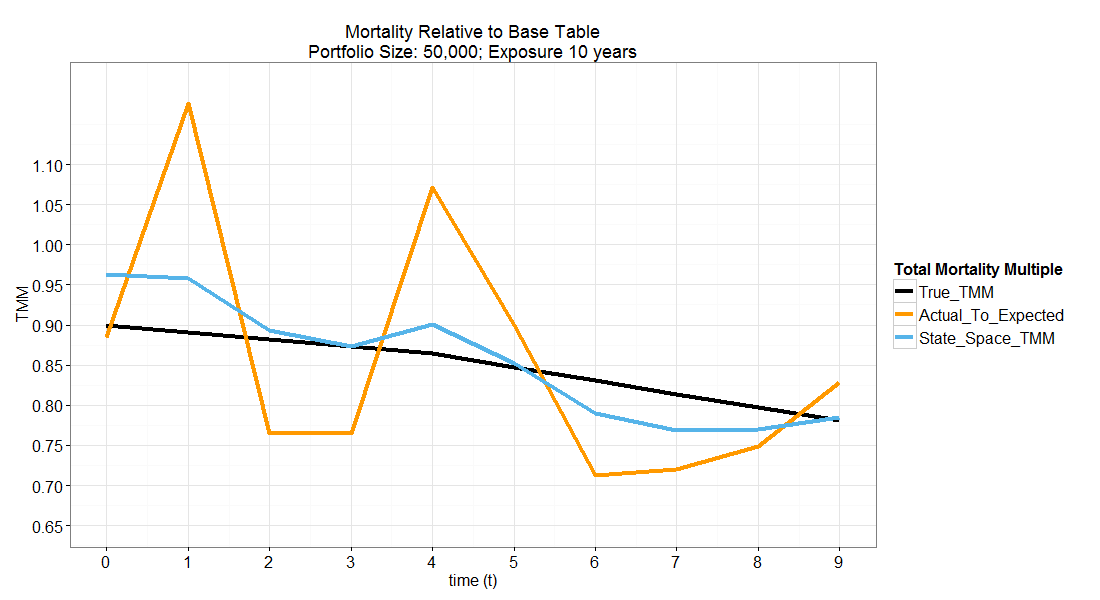 Mortality Relative to Base Table
Portfolio Size: 50,000; Exposure 10 years
TMM
1.10
1.05
1.00
0.95
0.90
0.85
0.80
0.75
0.70
0.65
0 1 2 3 4 5 6 7 8 9
time (t)
Total Mortality Multiple
True_TMM
Actual_To_Expected
State_Space_TMM